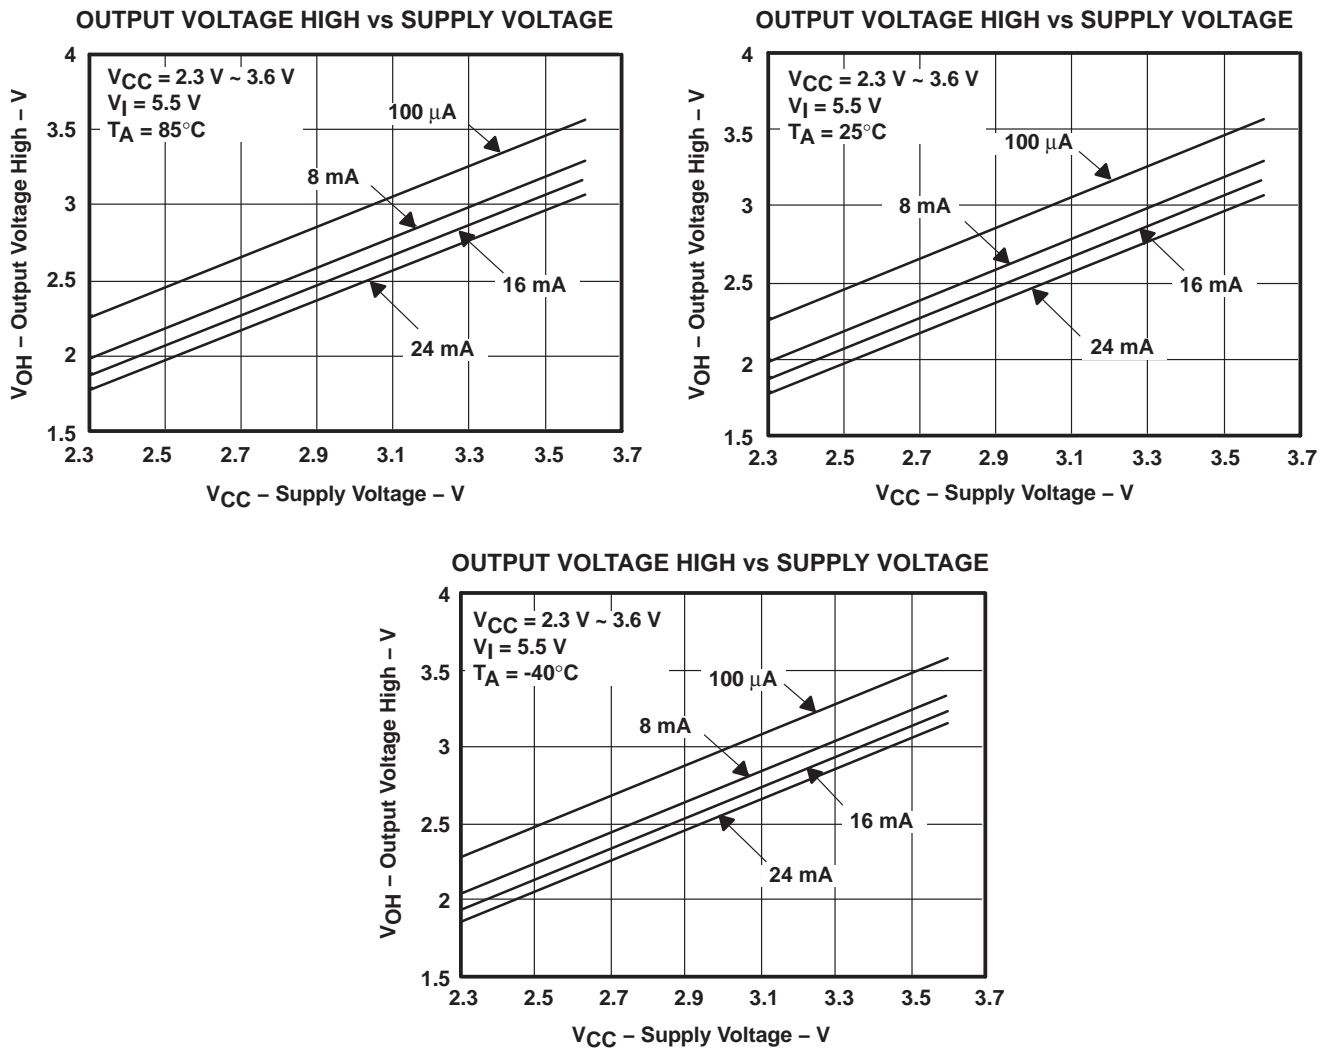 OUTPUT VOLTAGE HIGH vs SUPPLY VOLTAGE
VOH – Output Voltage High – V
4
3.5
3
2.5
2
1.5
VCC = 2.3 V ~ 3.6 V
VI = 5.5 V
TA = 85°C
100 μA
8 mA
16 mA
24 mA
2.3 2.5 2.7 2.9 3.1 3.3 3.5 3.7
VCC – Supply Voltage – V
OUTPUT VOLTAGE HIGH vs SUPPLY VOLTAGE
VOH – Output Voltage High – V
4
3.5
3
2.5
2
1.5
VCC = 2.3 V ~ 3.6 V
VI = 5.5 V
TA = 25°C
100 μA
8 mA
16 mA
24 mA
2.3 2.5 2.7 2.9 3.1 3.3 3.5 3.7
VCC – Supply Voltage – V
OUTPUT VOLTAGE HIGH vs SUPPLY VOLTAGE
VOH – Output Voltage High – V
4
3.5
3
2.5
2
1.5
VCC = 2.3 V ~ 3.6 V
VI = 5.5 V
TA = -40°C
100 μA
8 mA
16 mA
24 mA
2.3 2.5 2.7 2.9 3.1 3.3 3.5 3.7
VCC – Supply Voltage – V